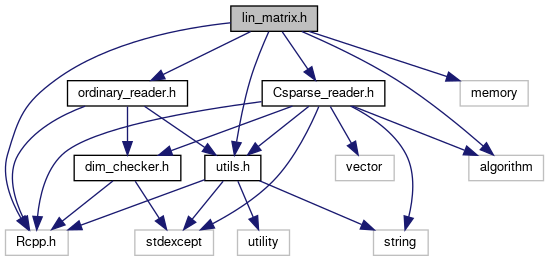 lin_matrix.h
ordinary_reader.h
Csparse_reader.h
memory
dim_checker.h
utils.h
vector
algorithm
Rcpp.h
stdexcept
utility
string